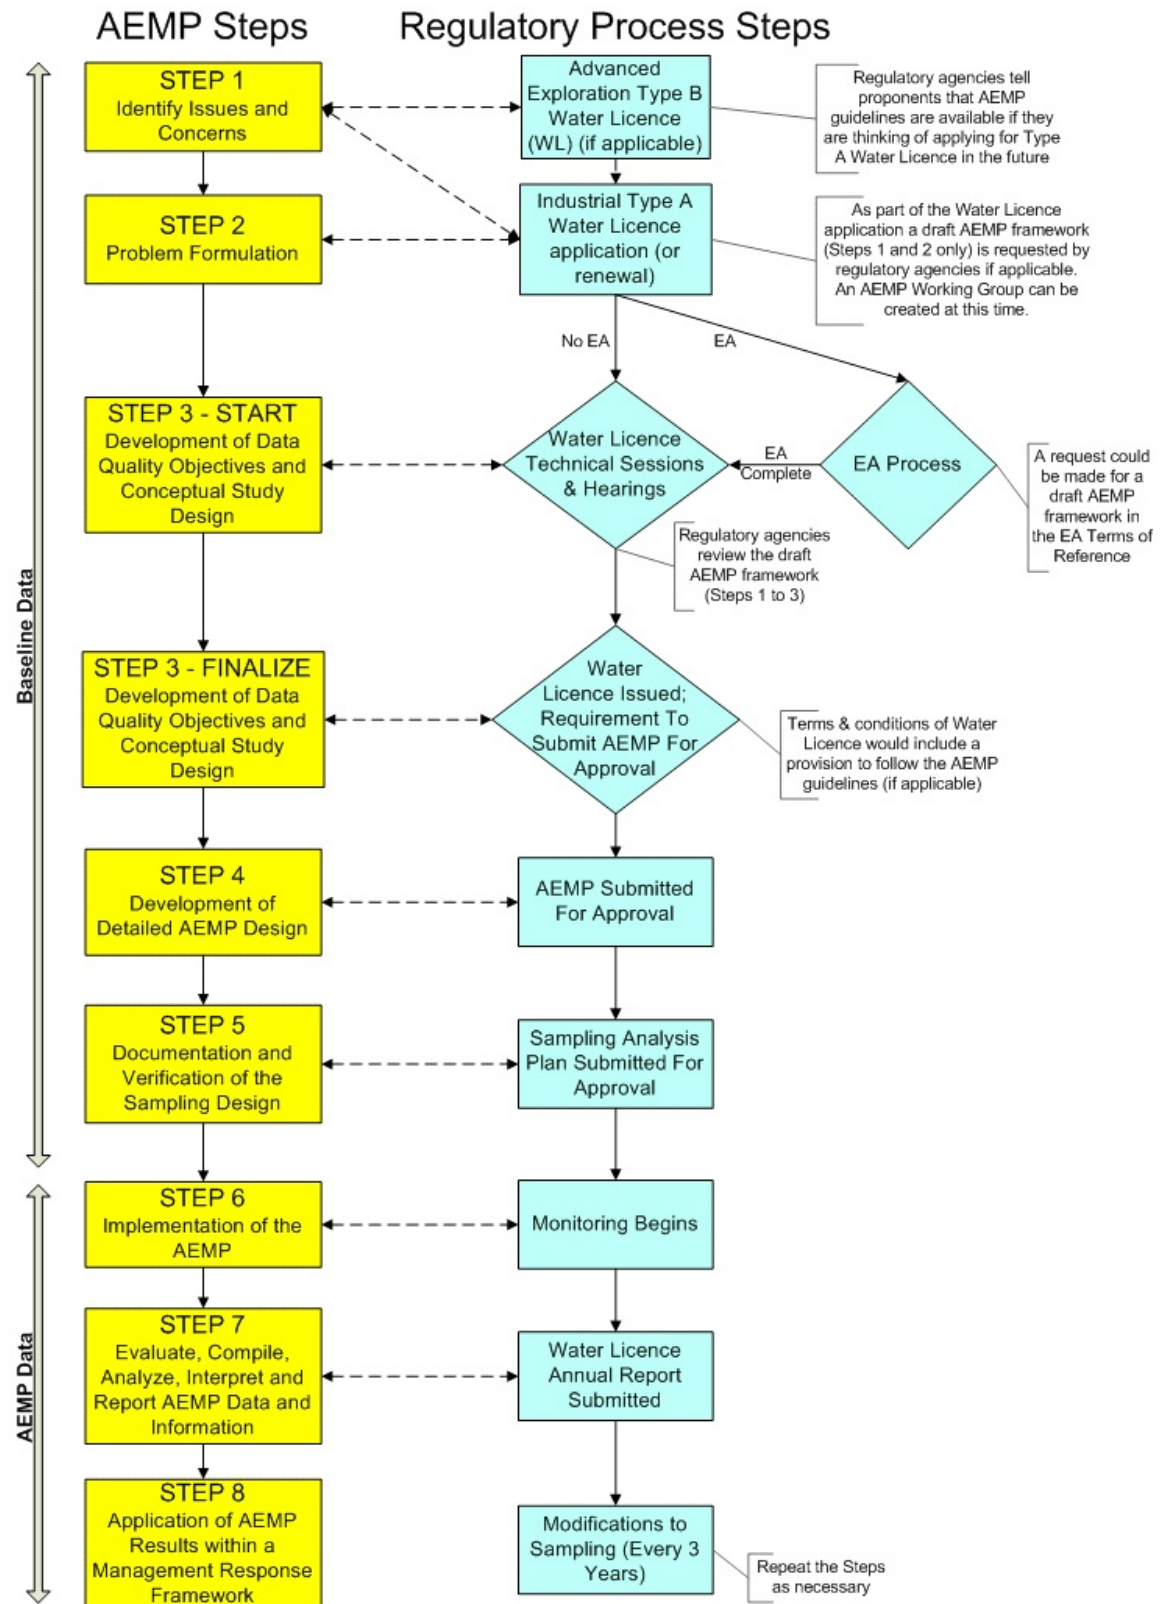 AEMP Steps
Regulatory Process Steps
STEP 1
Identify Issues and
Concerns
Advanced
Exploration Type B
Water Licence
(WL) (if applicable)
Regulatory agencies tell
proponents that AEMP
guidelines are available if they
are thinking of applying for Type
A Water Licence in the future
STEP 2
Problem Formulation
Industrial Type A
Water Licence
application (or
renewal)
As part of the Water Licence
application a draft AEMP framework
(Steps 1 and 2 only) is requested by
regulatory agencies if applicable.
An AEMP Working Group can be
created at this time.
No EA
EA
STEP 3 - START
Development of Data
Quality Objectives and
Conceptual Study
Design
Water Licence
Technical Sessions
& Hearings
EA
Complete
EA Process
A request could
be made for a
draft AEMP
framework in
the EA Terms of
Reference
Regulatory agencies
review the draft
AEMP framework
(Steps 1 to 3)
Baseline Data
STEP 3 - FINALIZE
Development of Data
Quality Objectives and
Conceptual Study
Design
Water
Licence Issued;
Requirement To
Submit AEMP For
Approval
Terms & conditions of Water
Licence would include a
provision to follow the AEMP
guidelines (if applicable)
STEP 4
Development of
Detailed AEMP Design
AEMP Submitted
For Approval
STEP 5
Documentation and
Verification of the
Sampling Design
Sampling Analysis
Plan Submitted For
Approval
STEP 6
Implementation of the
AEMP
Monitoring Begins
AEMP Data
STEP 7
Evaluate, Compile,
Analyze, Interpret and
Report AEMP Data and
Information
Water Licence
Annual Report
Submitted
STEP 8
Application of AEMP
Results within a
Management Response
Framework
Modifications to
Sampling (Every 3
Years)
Repeat the Steps
as necessary